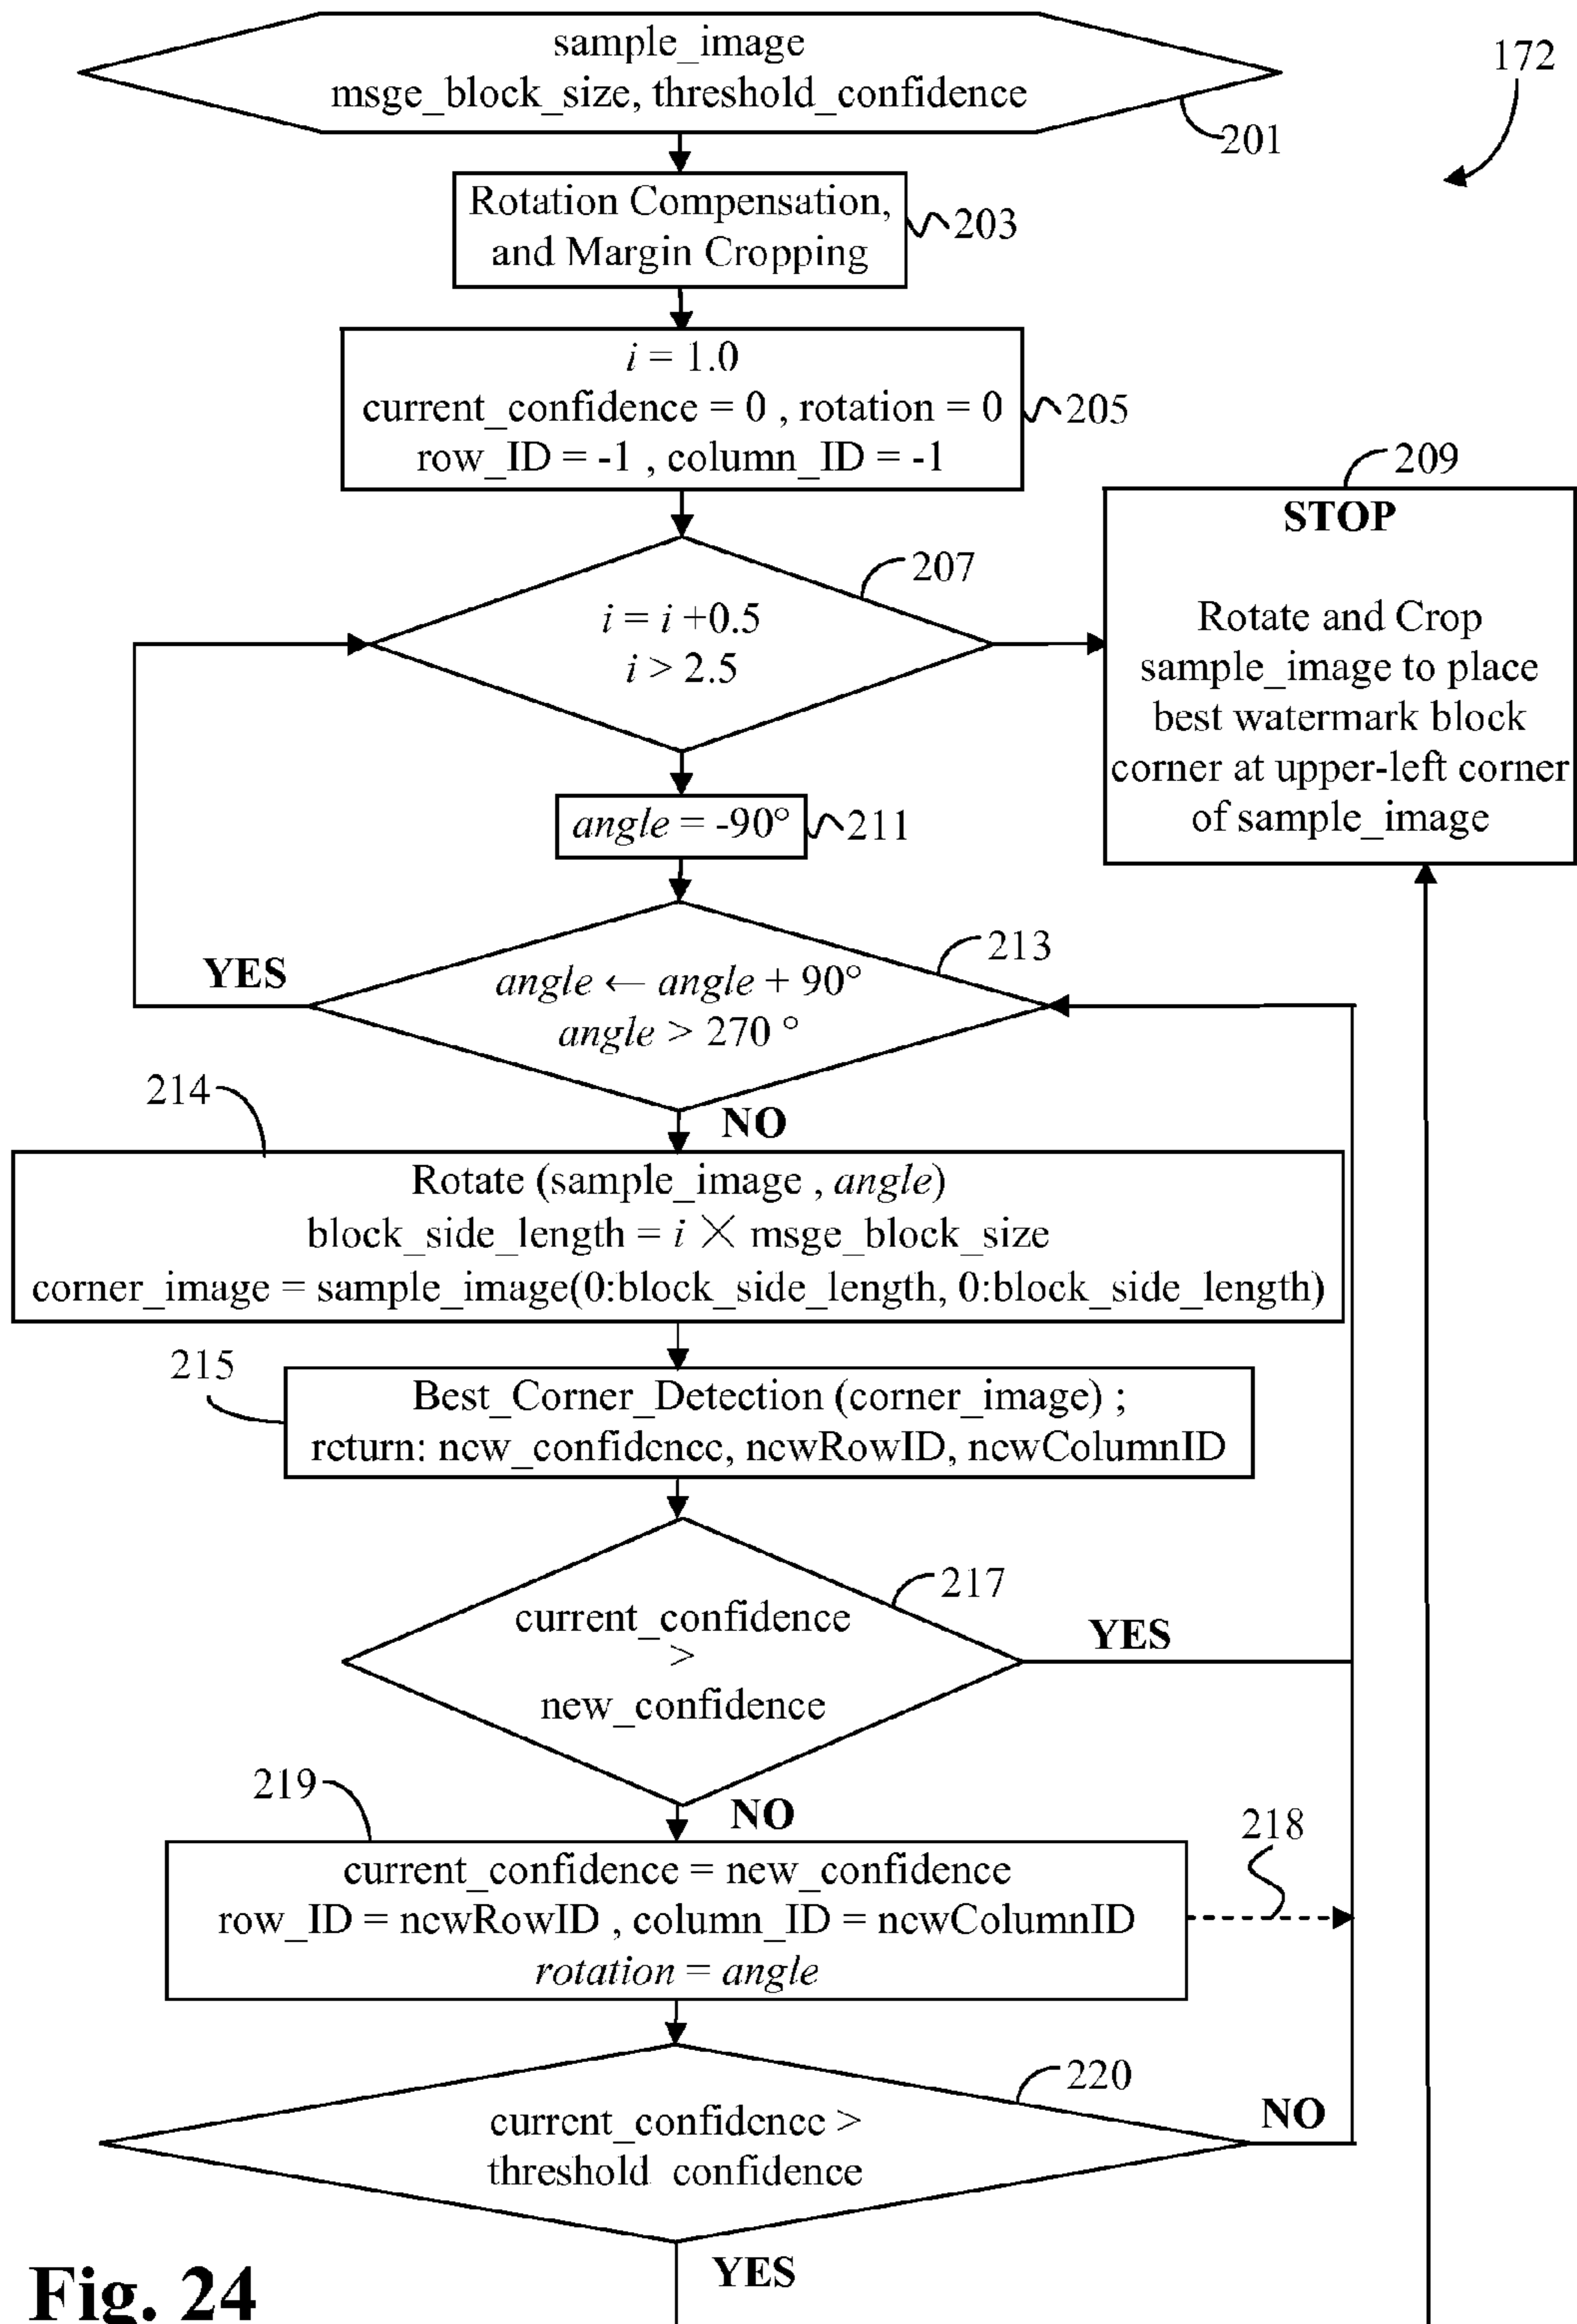 sample_image
msge_block_size, threshold_confidence
172
201
Rotation Compensation,
and Margin Cropping
203
i = 1.0
current_confidence = 0 , rotation = 0
row_ID = -1 , column_ID = -1
205
209
STOP
Rotate and Crop
sample_image to place
best watermark block
corner at upper-left corner
of sample_image
207
i = i +0.5
i > 2.5
angle = -90°
211
213
YES
angle ← angle + 90°
angle > 270 °
214
NO
Rotate (sample_image , angle)
block_side_length = i × msge_block_size
corner_image = sample_image(0:block_side_length, 0:block_side_length)
215
Best_Corner_Detection (corner_image) ;
return: new_confidence, newRowID, newColumnID
217
current_confidence
>
new_confidence
YES
219
NO
218
current_confidence = new_confidence
row_ID = newRowID , column_ID = newColumnID
rotation = angle
220
current_confidence >
threshold confidence
NO
YES
Fig. 24